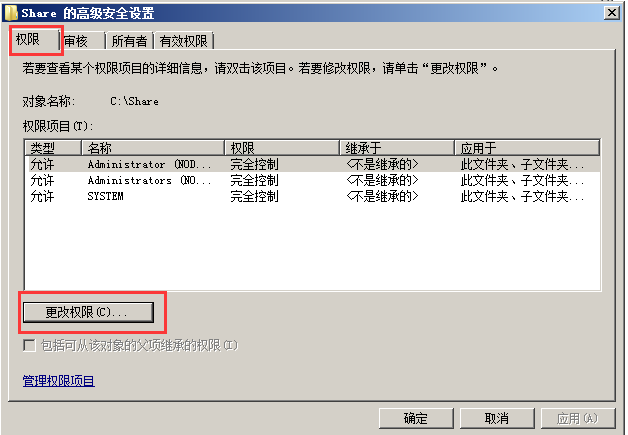 Share 的高级安全设置
权限 审核 所有者 有效权限
若要查看某个权限项目的详细信息，请双击该项目。若要修改权限，请单击“更改权限”。
对象名称: C:\Share
权限项目(T):
类型 名称 权限 继承于 应用于
允许 Administrator (NOD... 完全控制 <不是继承的> 此文件夹、子文件夹...
允许 Administrators (NO... 完全控制 <不是继承的> 此文件夹、子文件夹...
允许 SYSTEM 完全控制 <不是继承的> 此文件夹、子文件夹...
更改权限(C)...
包括可从该对象的父项继承的权限(I)
管理权限项目
确定 取消 应用(A)